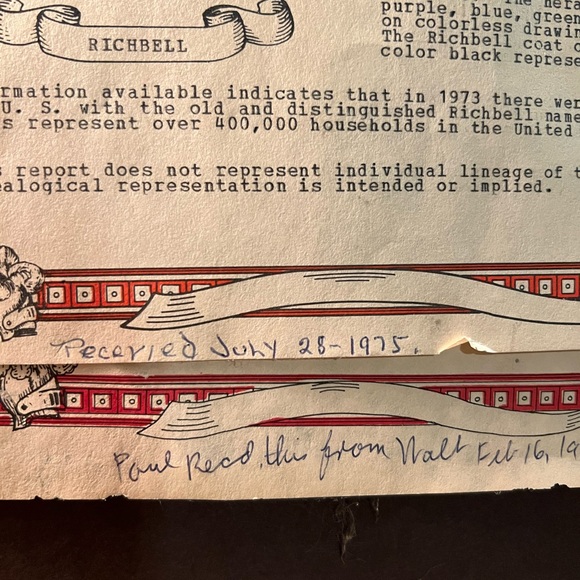 RICHBELL
purple, blue, green
on colorless drawin
The Richbell coat o
color black represe
rmation available indicates that in 1973 there wer
U. S. with the old and distinguished Richbell name
s represent over 400,000 households in the United
s report does not represent individual lineage of t
ealogical representation is intended or implied.
Recervied July 28-1975.
Paul Recd. this from Walt Feb 16, 19